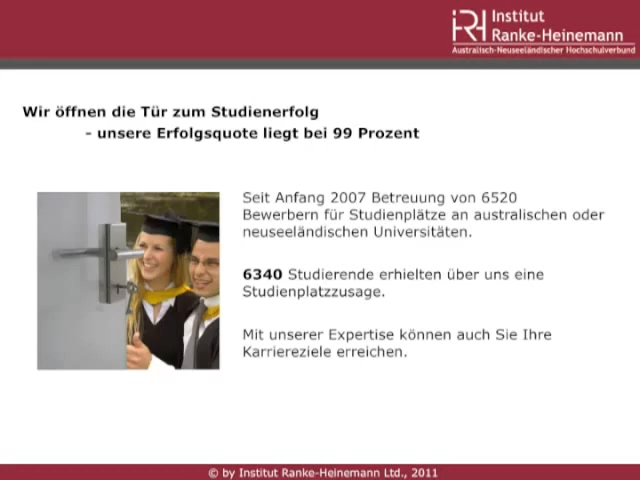 Institut
Ranke-Heinemann
Australisch-Neuseeländischer Hochschulverbund
Wir öffnen die Tür zum Studienerfolg
- unsere Erfolgsquote liegt bei 99 Prozent
Seit Anfang 2007 Betreuung von 6520
Bewerbern für Studienplätze an australischen oder
neuseeländischen Universitäten.
6340 Studierende erhielten über uns eine
Studienplatzzusage.
Mit unserer Expertise können auch Sie Ihre
Karriereziele erreichen.
© by Institut Ranke-Heinemann Ltd., 2011